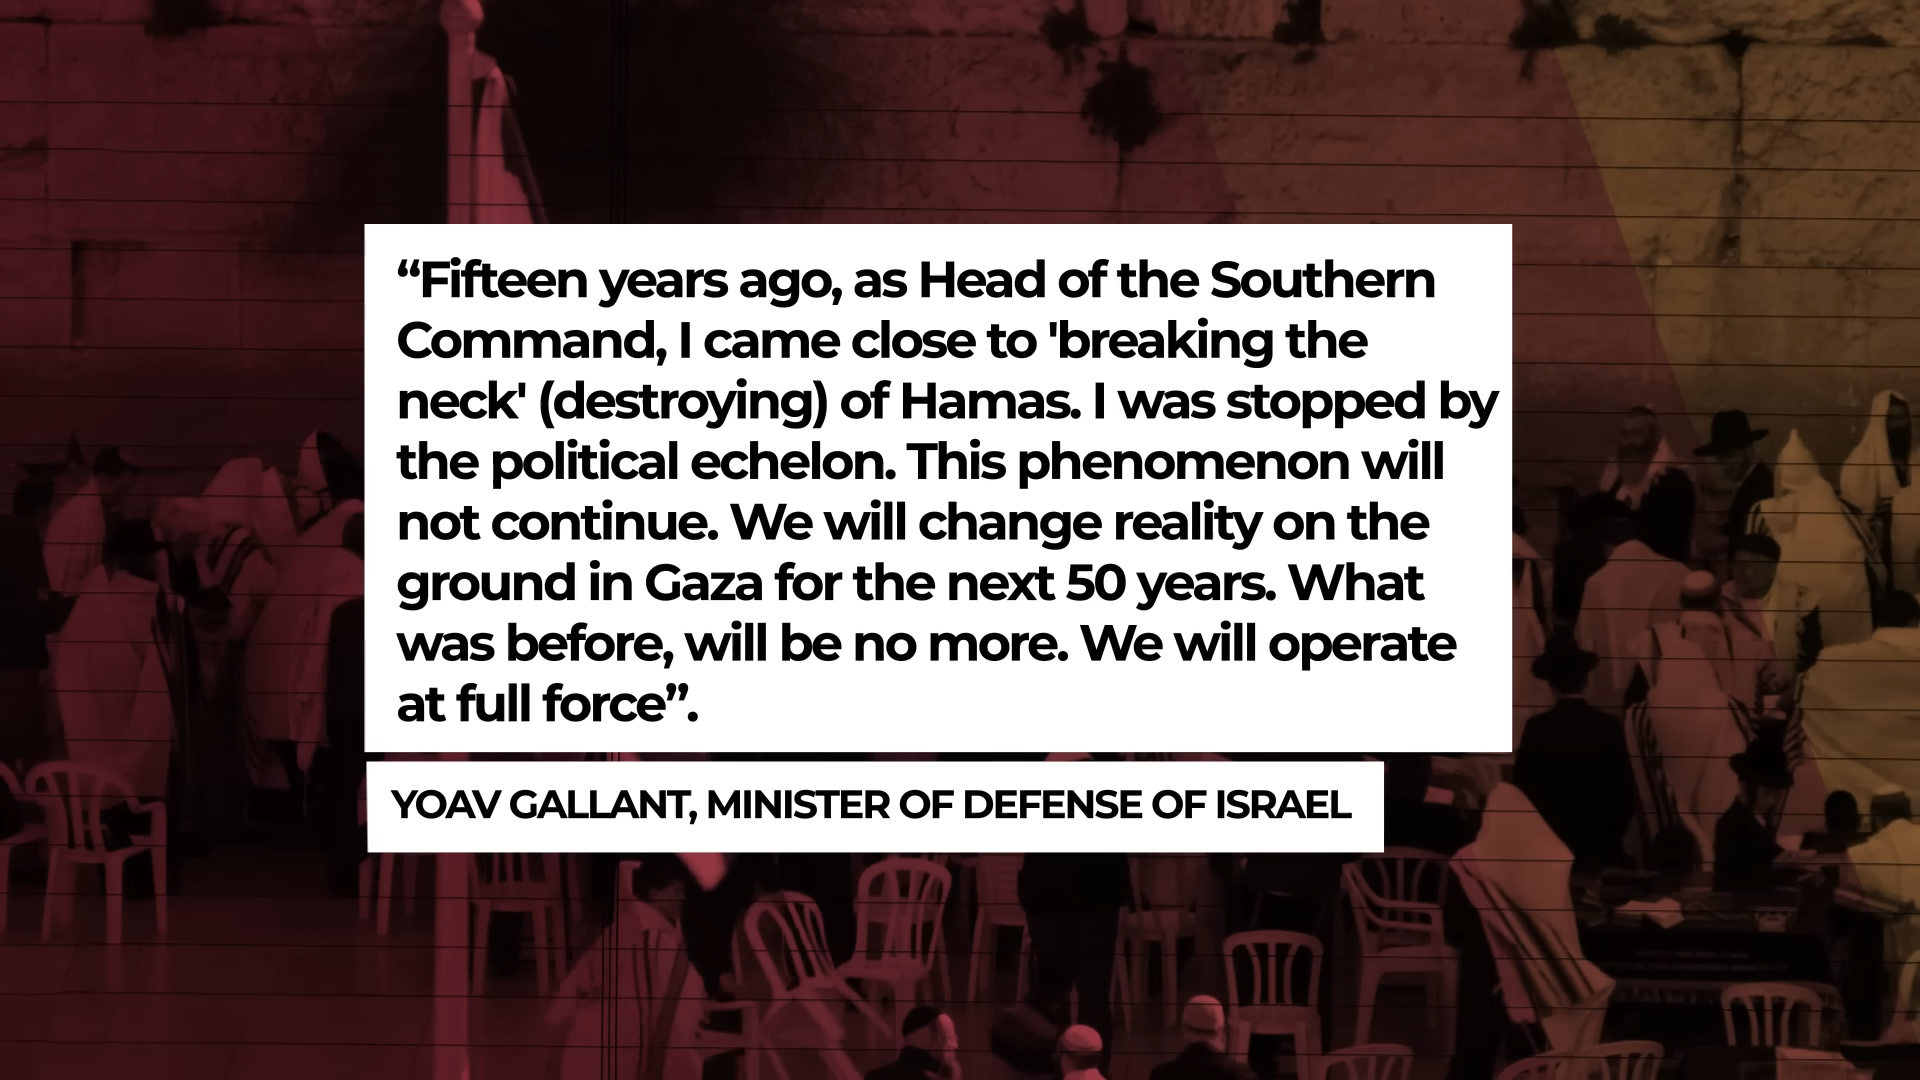 “Fifteen years ago, as Head of the Southern
Command, I came close to 'breaking the
neck' (destroying) of Hamas. I was stopped by
the political echelon. This phenomenon will
not continue. We will change reality on the
ground in Gaza for the next 50 years. What
was before, will be no more. We will operate
at full force”.
YOAV GALLANT, MINISTER OF DEFENSE OF ISRAEL